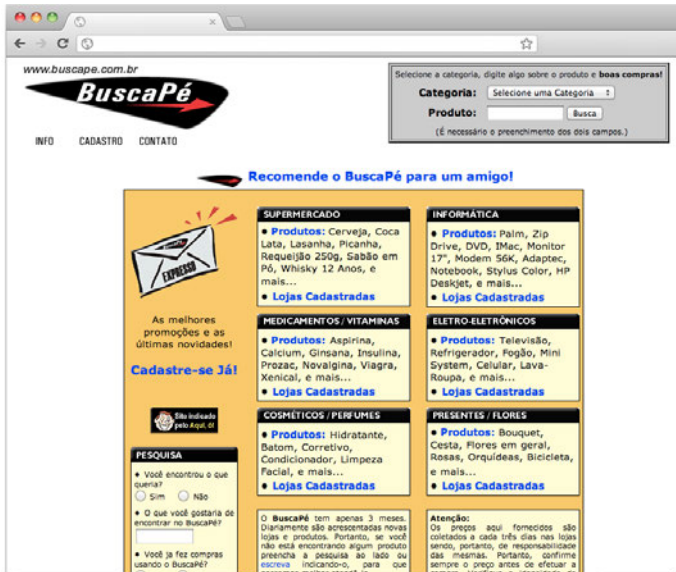 www.buscape.com.br
BuscaPé
INFO CADASTRO CONTATO
Selecione a categoria, digite algo sobre o produto e boas compras!
Categoria: Selecione uma Categoria
Produto: Busca
(É necessário o preenchimento dos dois campos.)
Recomende o BuscaPé para um amigo!
EXPRESSO
As melhores
promoções e as
últimas novidades!
Cadastre-se Já!
Site indicado
pelo Aqui, ó!
PESQUISA
• Você encontrou o que
queria?
Sim Não
• O que você gostaria de
encontrar no BuscaPé?
• Você já fez compras
usando o BuscaPé?
SUPERMERCADO
• Produtos: Cerveja, Coca
Lata, Lasanha, Picanha,
Requeijão 250g, Sabão em
Pó, Whisky 12 Anos, e
mais...
• Lojas Cadastradas
INFORMÁTICA
• Produtos: Palm, Zip
Drive, DVD, IMac, Monitor
17", Modem 56K, Adaptec,
Notebook, Stylus Color, HP
Deskjet, e mais...
• Lojas Cadastradas
MEDICAMENTOS / VITAMINAS
• Produtos: Aspirina,
Calcium, Ginsana, Insulina,
Prozac, Novalgina, Viagra,
Xenical, e mais...
• Lojas Cadastradas
ELETRO-ELETRÔNICOS
• Produtos: Televisão,
Refrigerador, Fogão, Mini
System, Celular, Lava-
Roupa, e mais...
• Lojas Cadastradas
COSMÉTICOS / PERFUMES
• Produtos: Hidratante,
Batom, Corretivo,
Condicionador, Limpeza
Facial, e mais...
• Lojas Cadastradas
PRESENTES / FLORES
• Produtos: Bouquet,
Cesta, Flores em geral,
Rosas, Orquídeas, Bicicleta,
e mais...
• Lojas Cadastradas
O BuscaPé tem apenas 3 meses.
Diariamente são acrescentadas novas
lojas e produtos. Portanto, se você
não está encontrando algum produto
preencha a pesquisa ao lado ou
escreva indicando-o, para que
Atenção:
Os preços aqui fornecidos são
coletados a cada três dias nas lojas
sendo, portanto, de responsabilidade
das mesmas. Portanto, confirme
sempre o preço antes de efetuar a